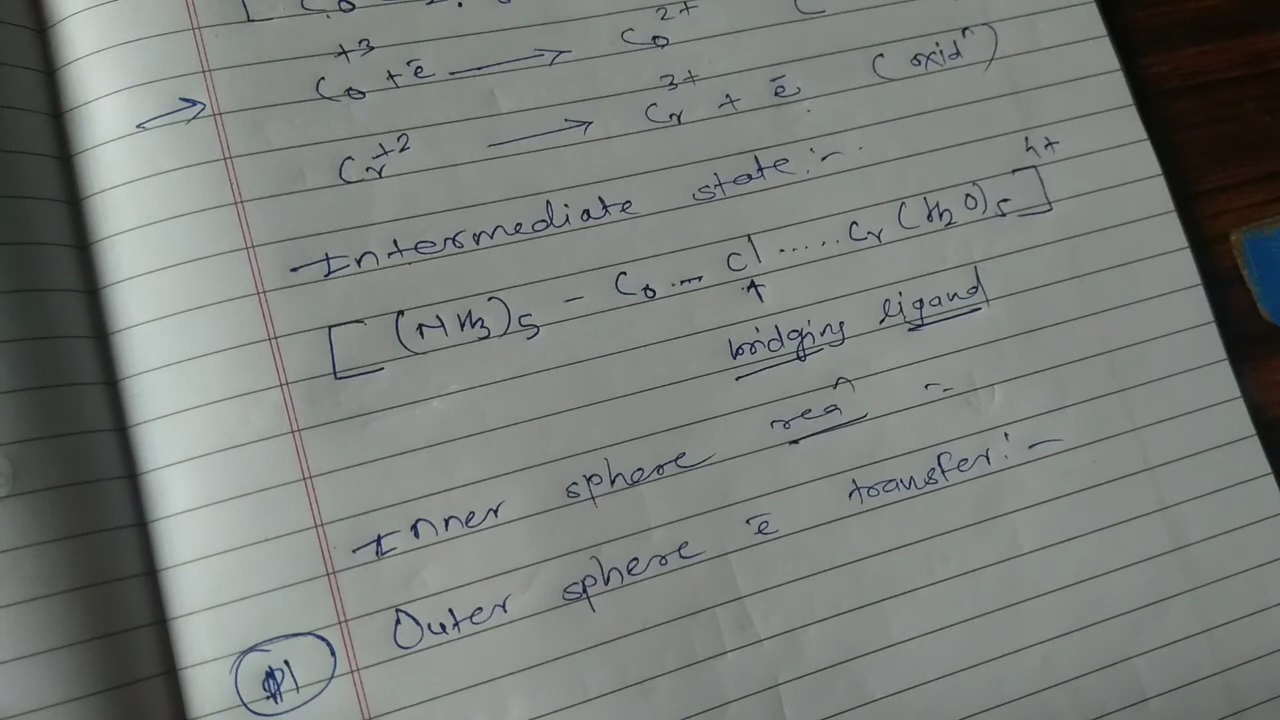 [ Co
Co⁺³ + ē ⟶ Co²⁺ (
⇒ Cr⁺² ⟶ Cr³⁺ + ē (oxidⁿ)
Intermediate state :-
[ (NH₃)₅ - Co ... Cl ..... Cr (H₂O)₅ ]⁴⁺
↑
bridging ligand
Inner sphere reaⁿ :-
Outer sphere ē transfer :-